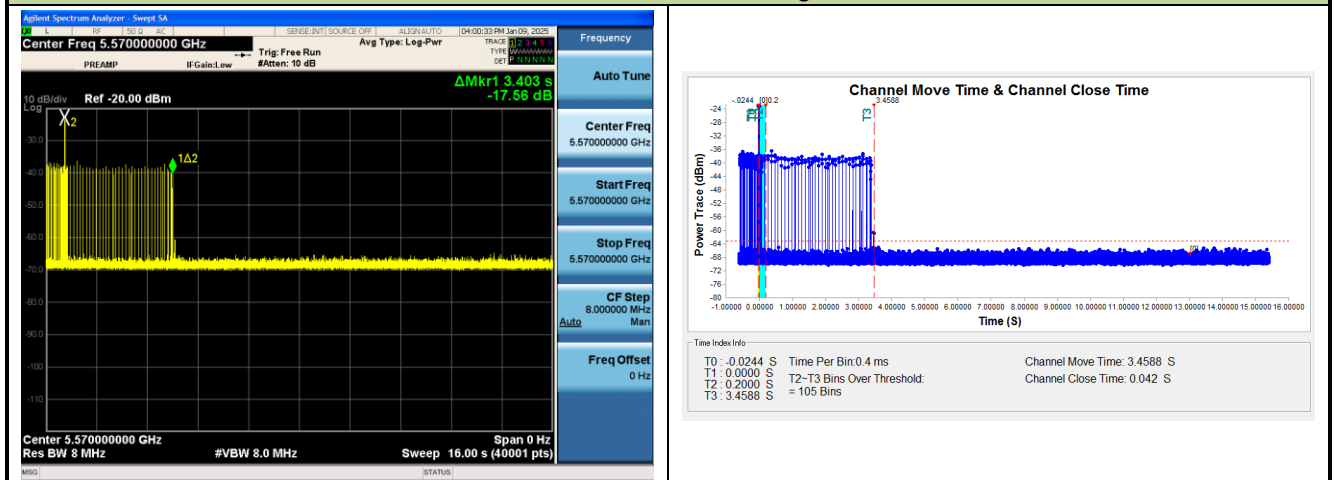 Agilent Spectrum Analyzer - Swept SA
L RF 50 Ω AC SENSE:INT SOURCE OFF ALIGN AUTO 04:00:33 PM Jan 09, 2025
Center Freq 5.570000000 GHz
Avg Type: Log-Pwr
TRACE 1 2 3 4 5 6
TYPE WWWWWW
DET P N N N N N
PREAMP
IFGain:Low
Trig: Free Run
#Atten: 10 dB
ΔMkr1 3.403 s
-17.56 dB
10 dB/div
Log
Ref -20.00 dBm
X2
1Δ2
-30.0
-40.0
-50.0
-60.0
-70.0
-80.0
-90.0
-100
-110
Center 5.570000000 GHz
Span 0 Hz
Res BW 8 MHz
#VBW 8.0 MHz
Sweep 16.00 s (40001 pts)
MSG
STATUS
Frequency
Auto Tune
Center Freq
5.570000000 GHz
Start Freq
5.570000000 GHz
Stop Freq
5.570000000 GHz
CF Step
8.000000 MHz
Auto Man
Freq Offset
0 Hz
Channel Move Time & Channel Close Time
-.0244 [0]0.2 3.4588
T3
[0]
Power Trace (dBm)
-24
-28
-32
-36
-40
-44
-48
-52
-56
-60
-64
-68
-72
-76
-80
-1.00000 0.00000 1.00000 2.00000 3.00000 4.00000 5.00000 6.00000 7.00000 8.00000 9.00000 10.00000 11.00000 12.00000 13.00000 14.00000 15.00000 16.00000
Time (S)
Time Index Info
T0 : -0.0244 S
T1 : 0.0000 S
T2 : 0.2000 S
T3 : 3.4588 S
Time Per Bin:0.4 ms
T2~T3 Bins Over Threshold:
= 105 Bins
Channel Move Time: 3.4588 S
Channel Close Time: 0.042 S